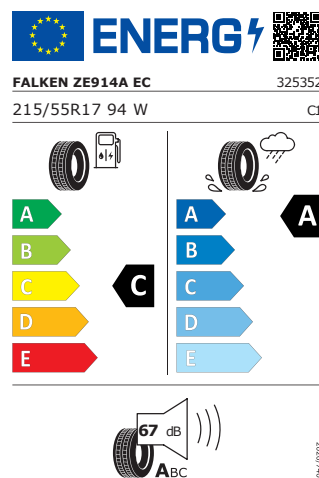 ENERG
FALKEN ZE914A EC 325352
215/55R17 94 W C1
A A A
B B
C C C
D D
E E
67 dB
ABC